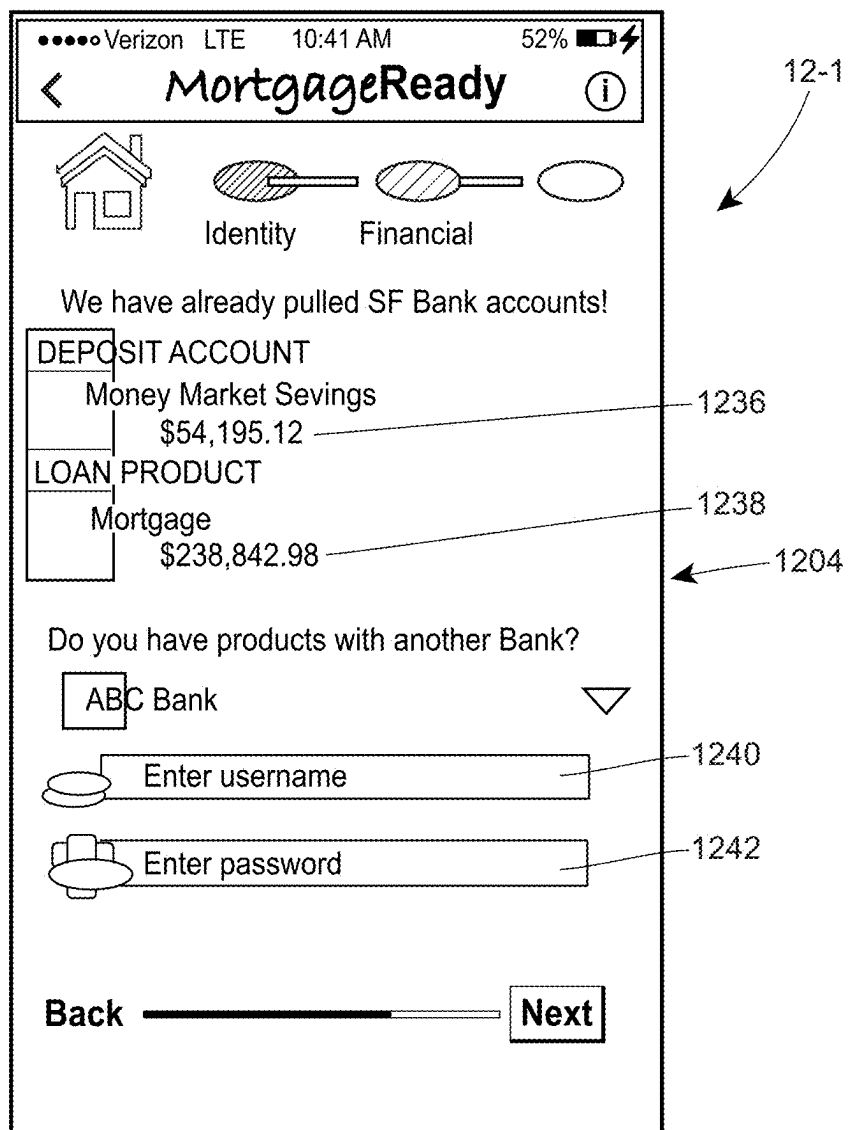 Verizon LTE 10:41 AM 52%
MortgageReady
i
12-1
Identity Financial
We have already pulled SF Bank accounts!
DEPOSIT ACCOUNT
Money Market Sevings
$54,195.12
1236
LOAN PRODUCT
Mortgage
1238
$238,842.98
1204
Do you have products with another Bank?
ABC Bank
Enter username
1240
Enter password
1242
Back Next